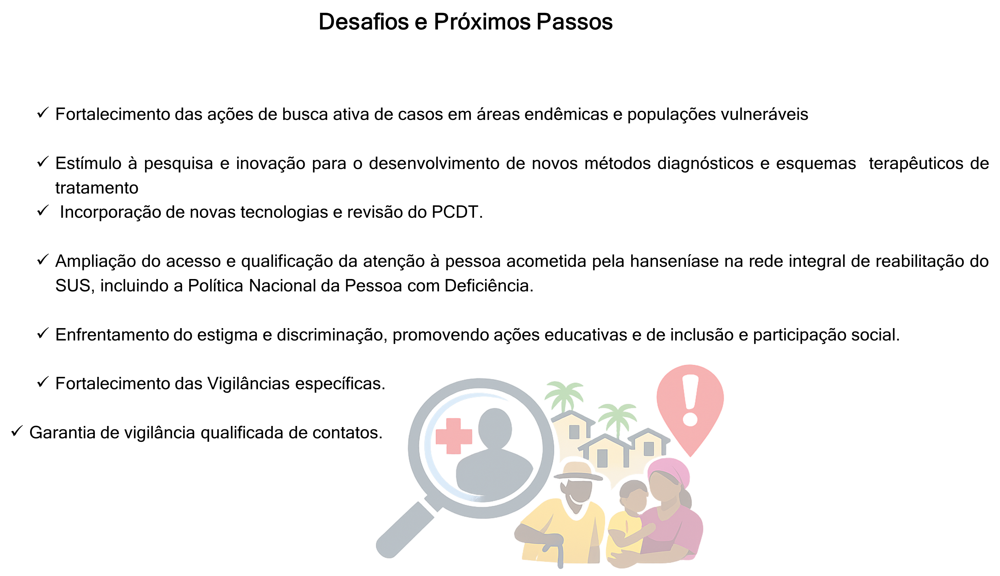 Desafios e Próximos Passos
✓ Fortalecimento das ações de busca ativa de casos em áreas endêmicas e populações vulneráveis
✓ Estímulo à pesquisa e inovação para o desenvolvimento de novos métodos diagnósticos e esquemas terapêuticos de
tratamento
✓ Incorporação de novas tecnologias e revisão do PCDT.
✓ Ampliação do acesso e qualificação da atenção à pessoa acometida pela hanseníase na rede integral de reabilitação do
SUS, incluindo a Política Nacional da Pessoa com Deficiência.
✓ Enfrentamento do estigma e discriminação, promovendo ações educativas e de inclusão e participação social.
✓ Fortalecimento das Vigilâncias específicas.
✓ Garantia de vigilância qualificada de contatos.